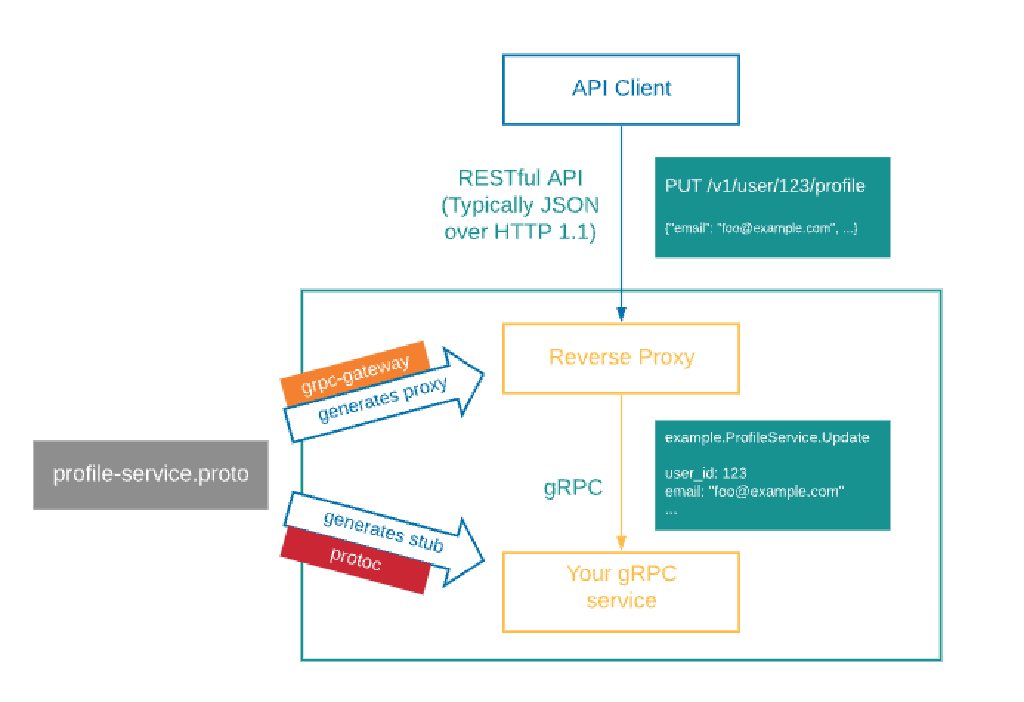 API Client
RESTful API
(Typically JSON
over HTTP 1.1)
PUT /v1/user/123/profile
{"email": "foo@example.com", ...}
Reverse Proxy
grpc-gateway
generates proxy
profile-service.proto
example.ProfileService.Update
user_id: 123
email: "foo@example.com"
...
gRPC
generates stub
protoc
Your gRPC
service